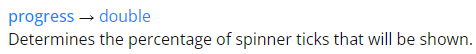 progress → double
Determines the percentage of spinner ticks that will be shown.